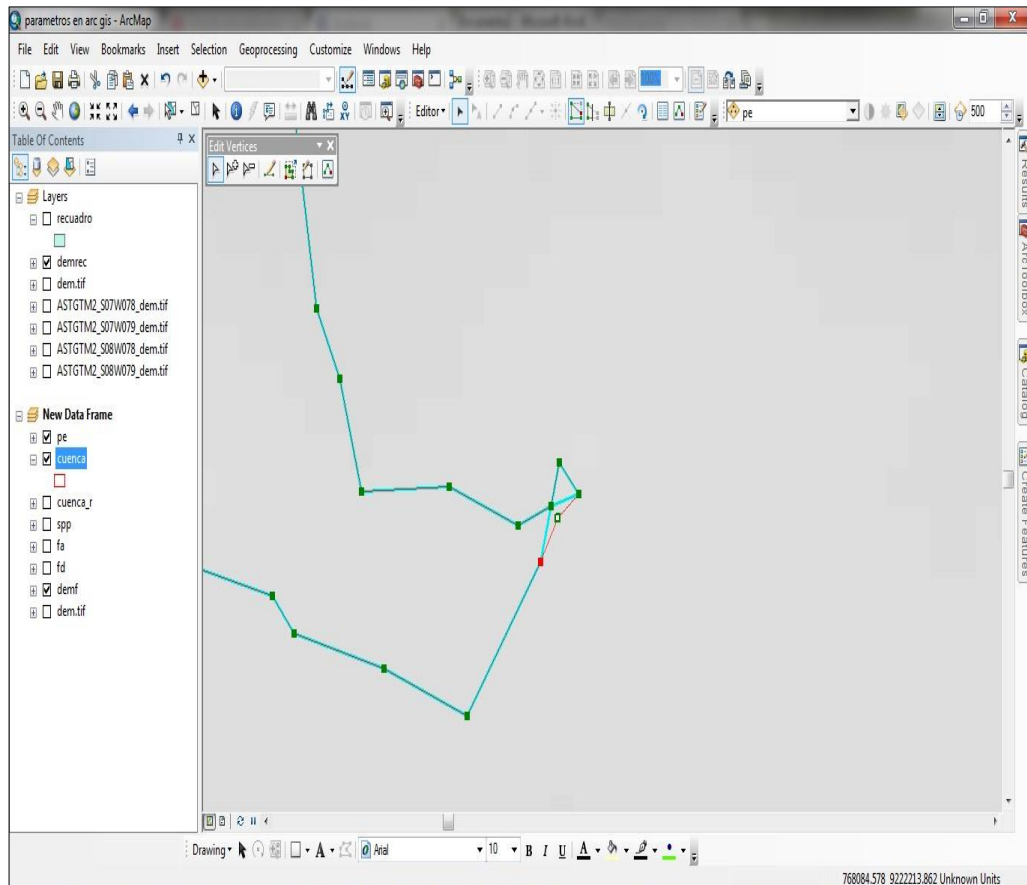 parametros en arc gis - ArcMap
File Edit View Bookmarks Insert Selection Geoprocessing Customize Windows Help
Editor pe 500
Table Of Contents
Edit Vertices
Layers
recuadro
demrec
dem.tif
ASTGTM2_S07W078_dem.tif
ASTGTM2_S07W079_dem.tif
ASTGTM2_S08W078_dem.tif
ASTGTM2_S08W079_dem.tif
New Data Frame
pe
cuenca
cuenca_r
spp
fa
fd
demf
dem.tif
Results
ArcToolbox
Catalog
Create Features
Drawing Arial 10 B I U A A
768084.578 9222213.862 Unknown Units